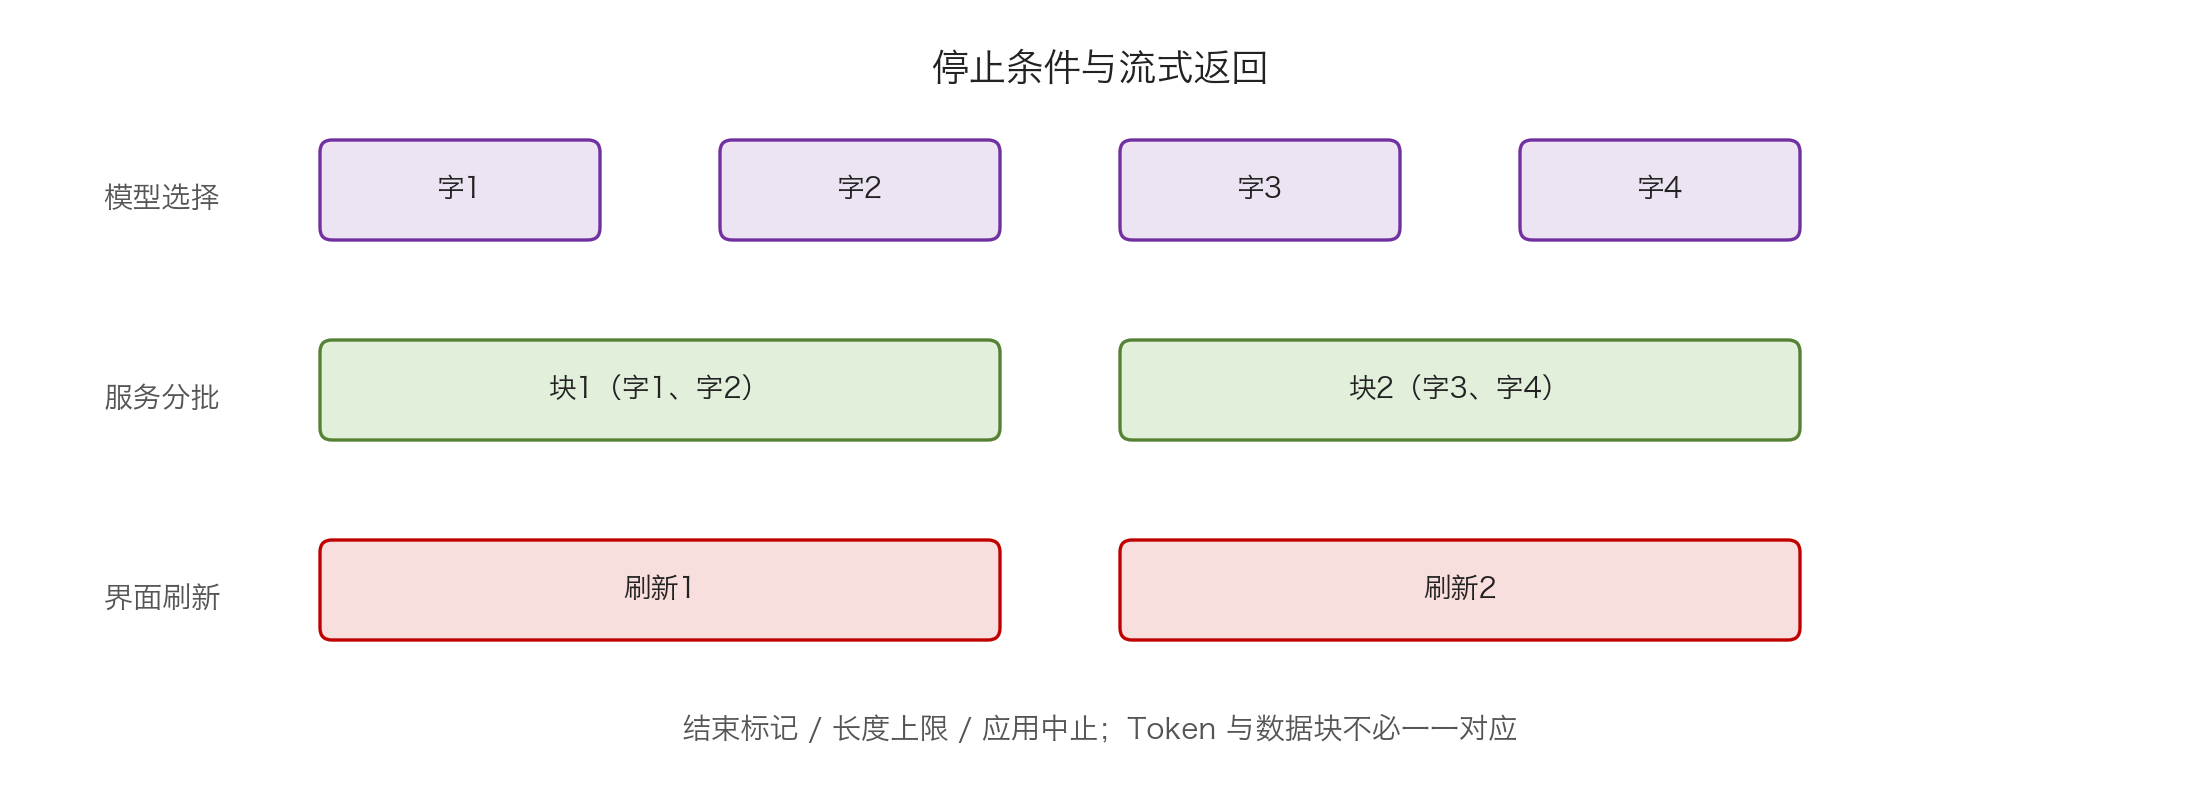 停止条件与流式返回
模型选择 字1 字2 字3 字4
服务分批 块1（字1、字2） 块2（字3、字4）
界面刷新 刷新1 刷新2
结束标记 / 长度上限 / 应用中止；Token 与数据块不必一一对应